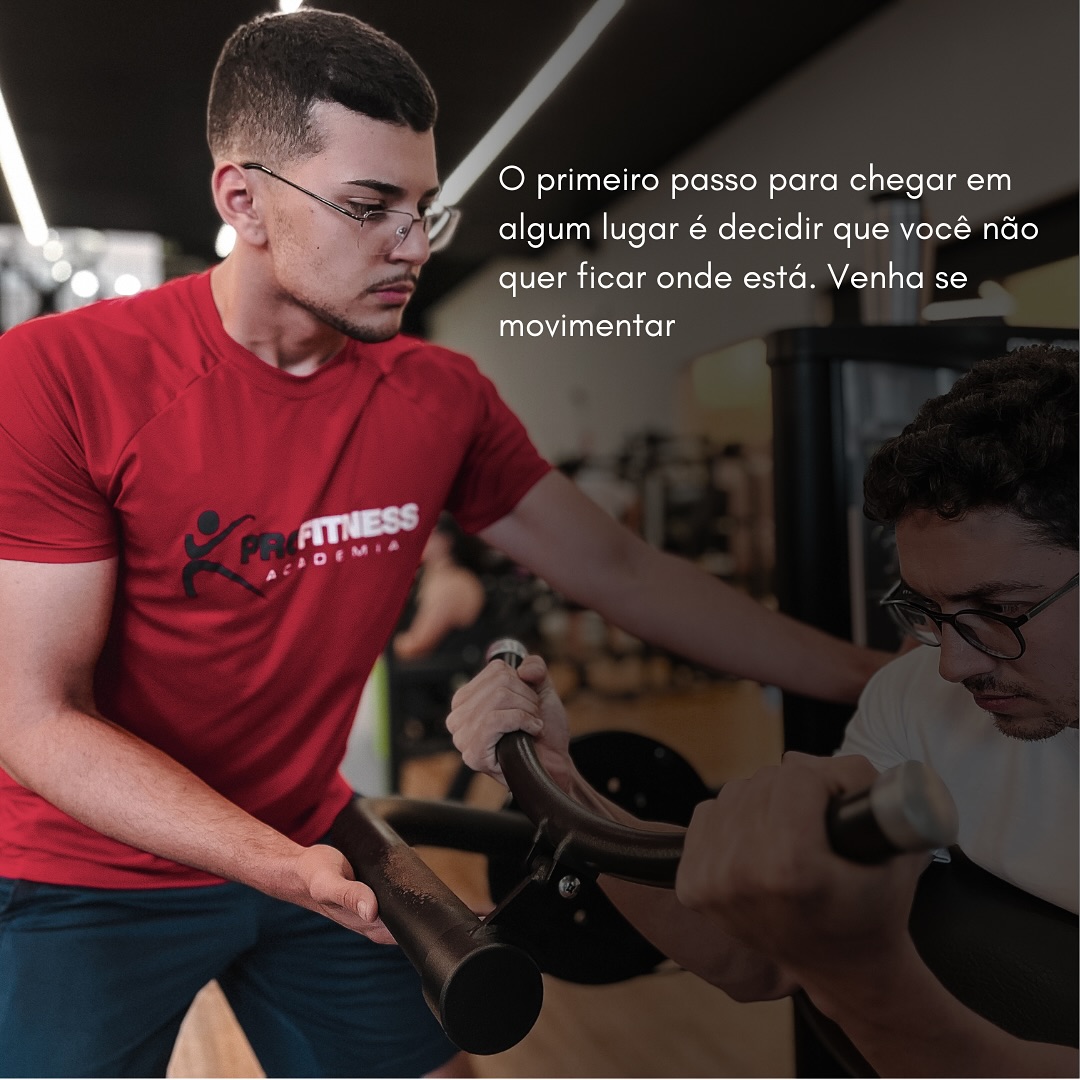 O primeiro passo para chegar em
algum lugar é decidir que você não
quer ficar onde está. Venha se
movimentar
PROFITNESS
ACADEMIA